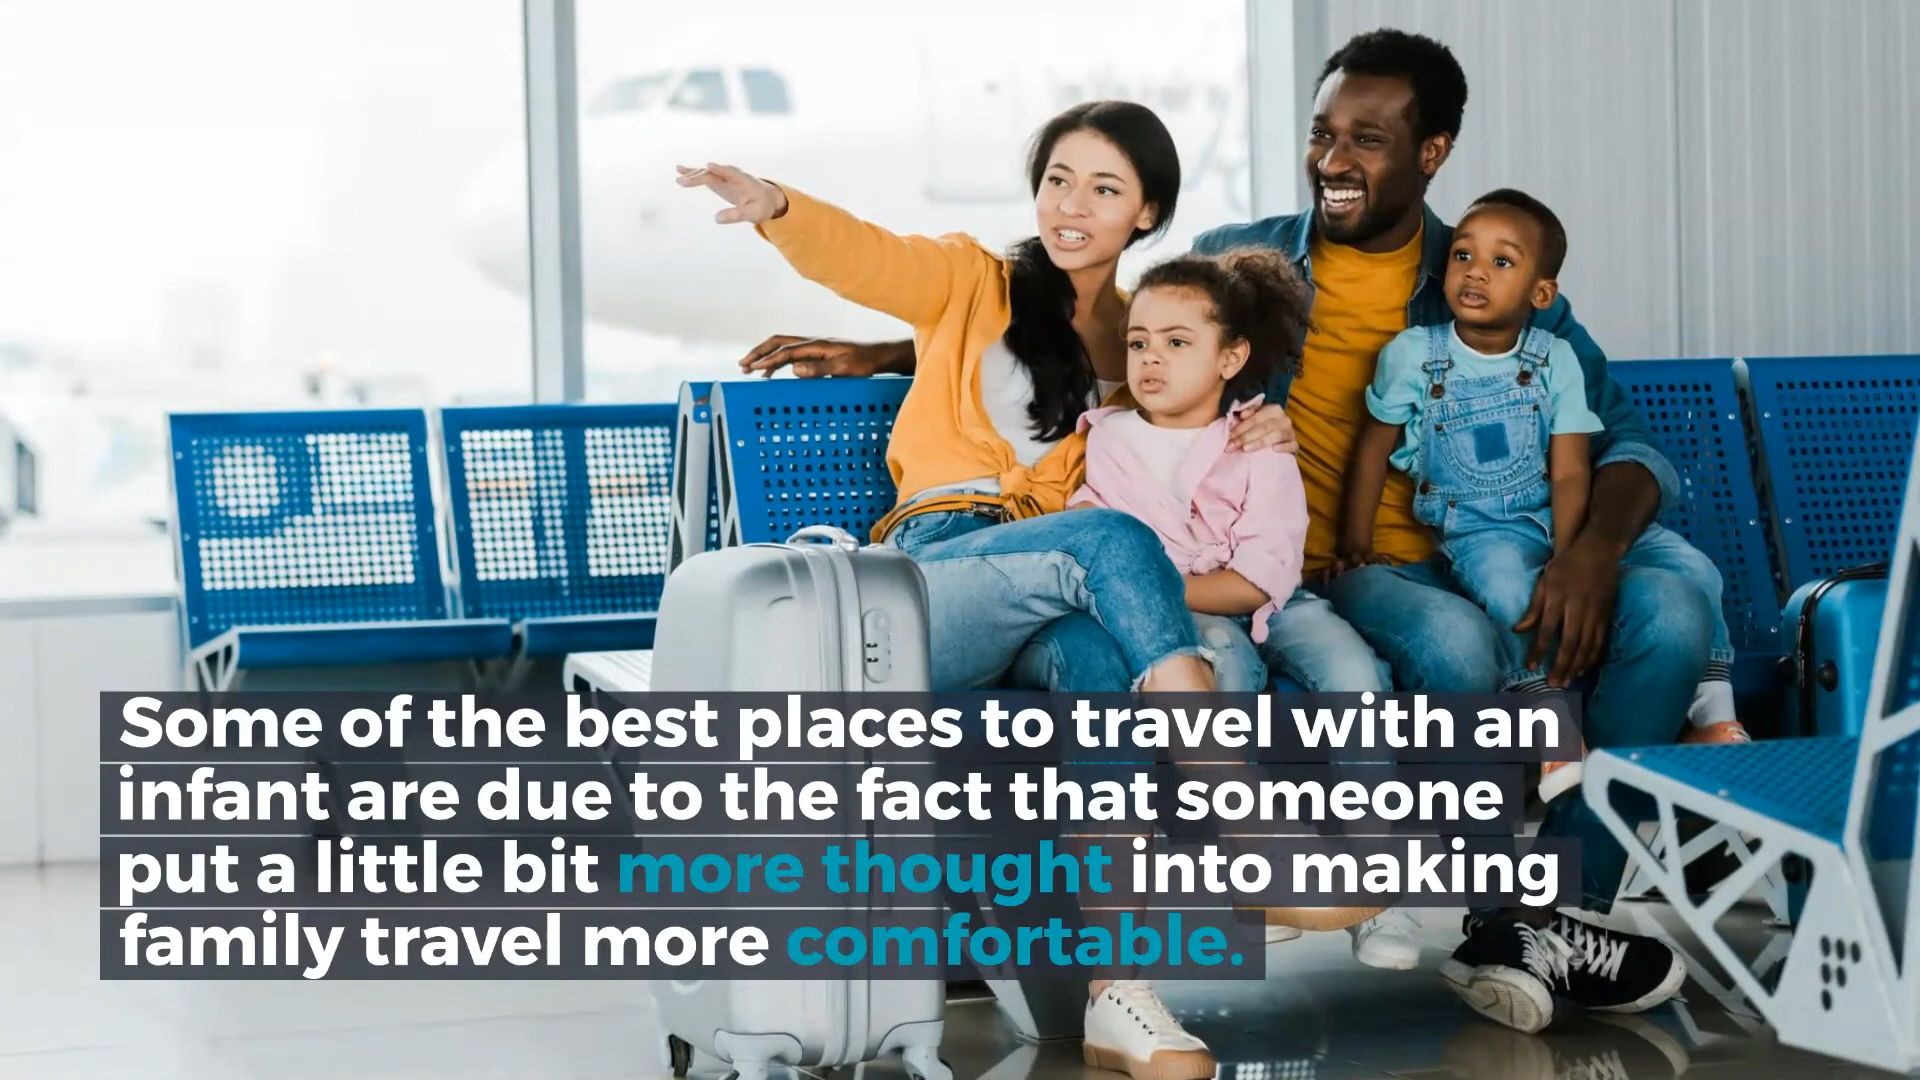 Some of the best places to travel with an
infant are due to the fact that someone
put a little bit more thought into making
family travel more comfortable.